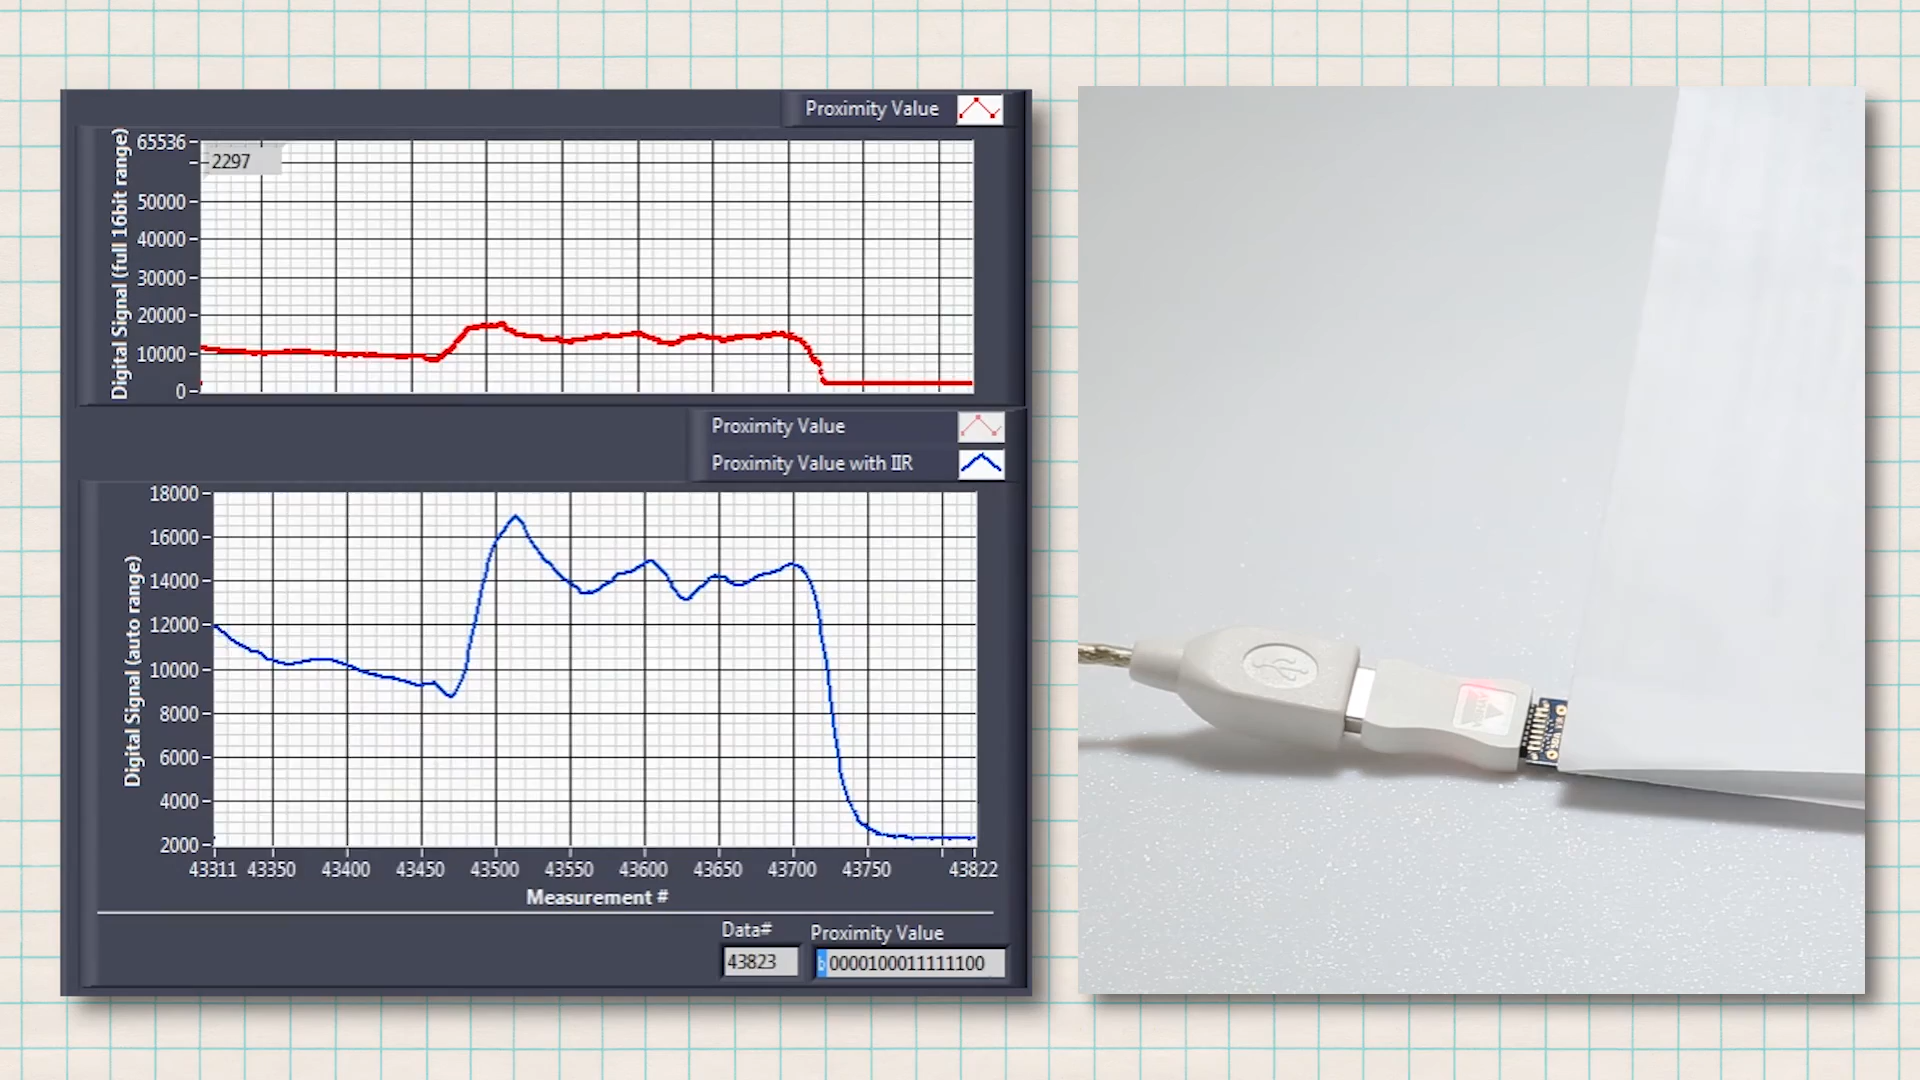 Proximity Value
Digital Signal (full 16bit range)
65536
50000
40000
30000
20000
10000
0
2297
Proximity Value
Proximity Value with IIR
Digital Signal (auto range)
18000
16000
14000
12000
10000
8000
6000
4000
2000
43311 43350 43400 43450 43500 43550 43600 43650 43700 43750 43822
Measurement #
Data#
Proximity Value
43823
b 0000100011111100